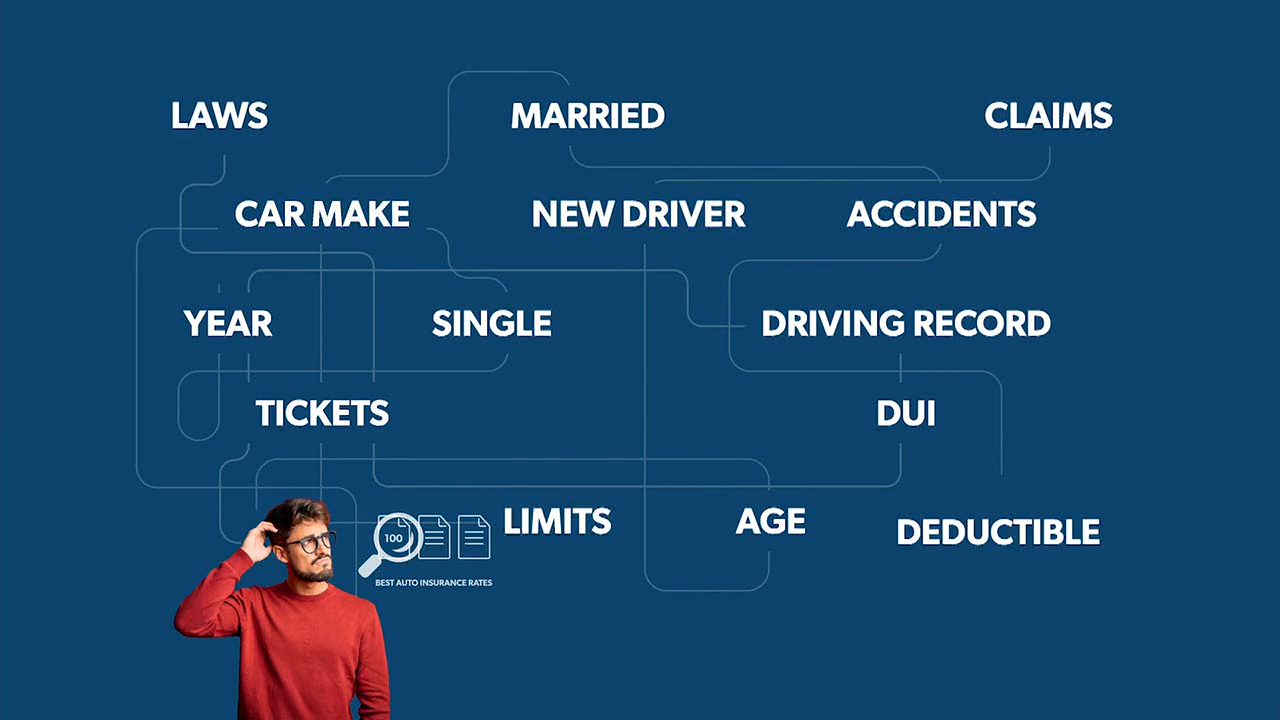 LAWS
MARRIED
CLAIMS
CAR MAKE
NEW DRIVER
ACCIDENTS
YEAR
SINGLE
DRIVING RECORD
TICKETS
DUI
LIMITS
AGE
DEDUCTIBLE
100
BEST AUTO INSURANCE RATES